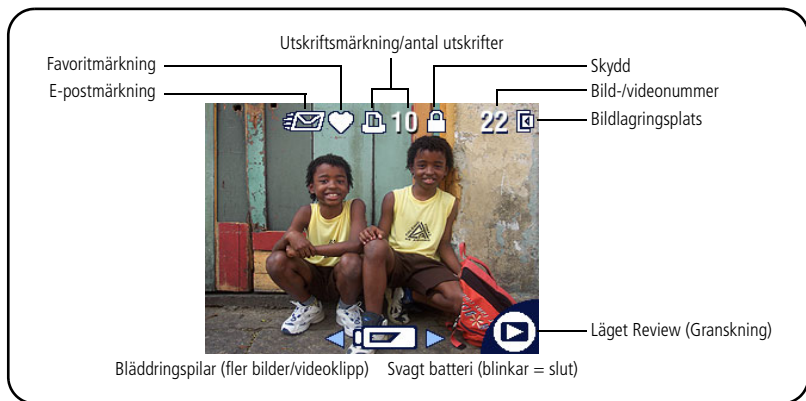 Utskriftsmärkning/antal utskrifter
Favoritmärkning
Skydd
E-postmärkning
Bild-/videonummer
10
22
Bildlagringsplats
Läget Review (Granskning)
Bläddringspilar (fler bilder/videoklipp) Svagt batteri (blinkar = slut)